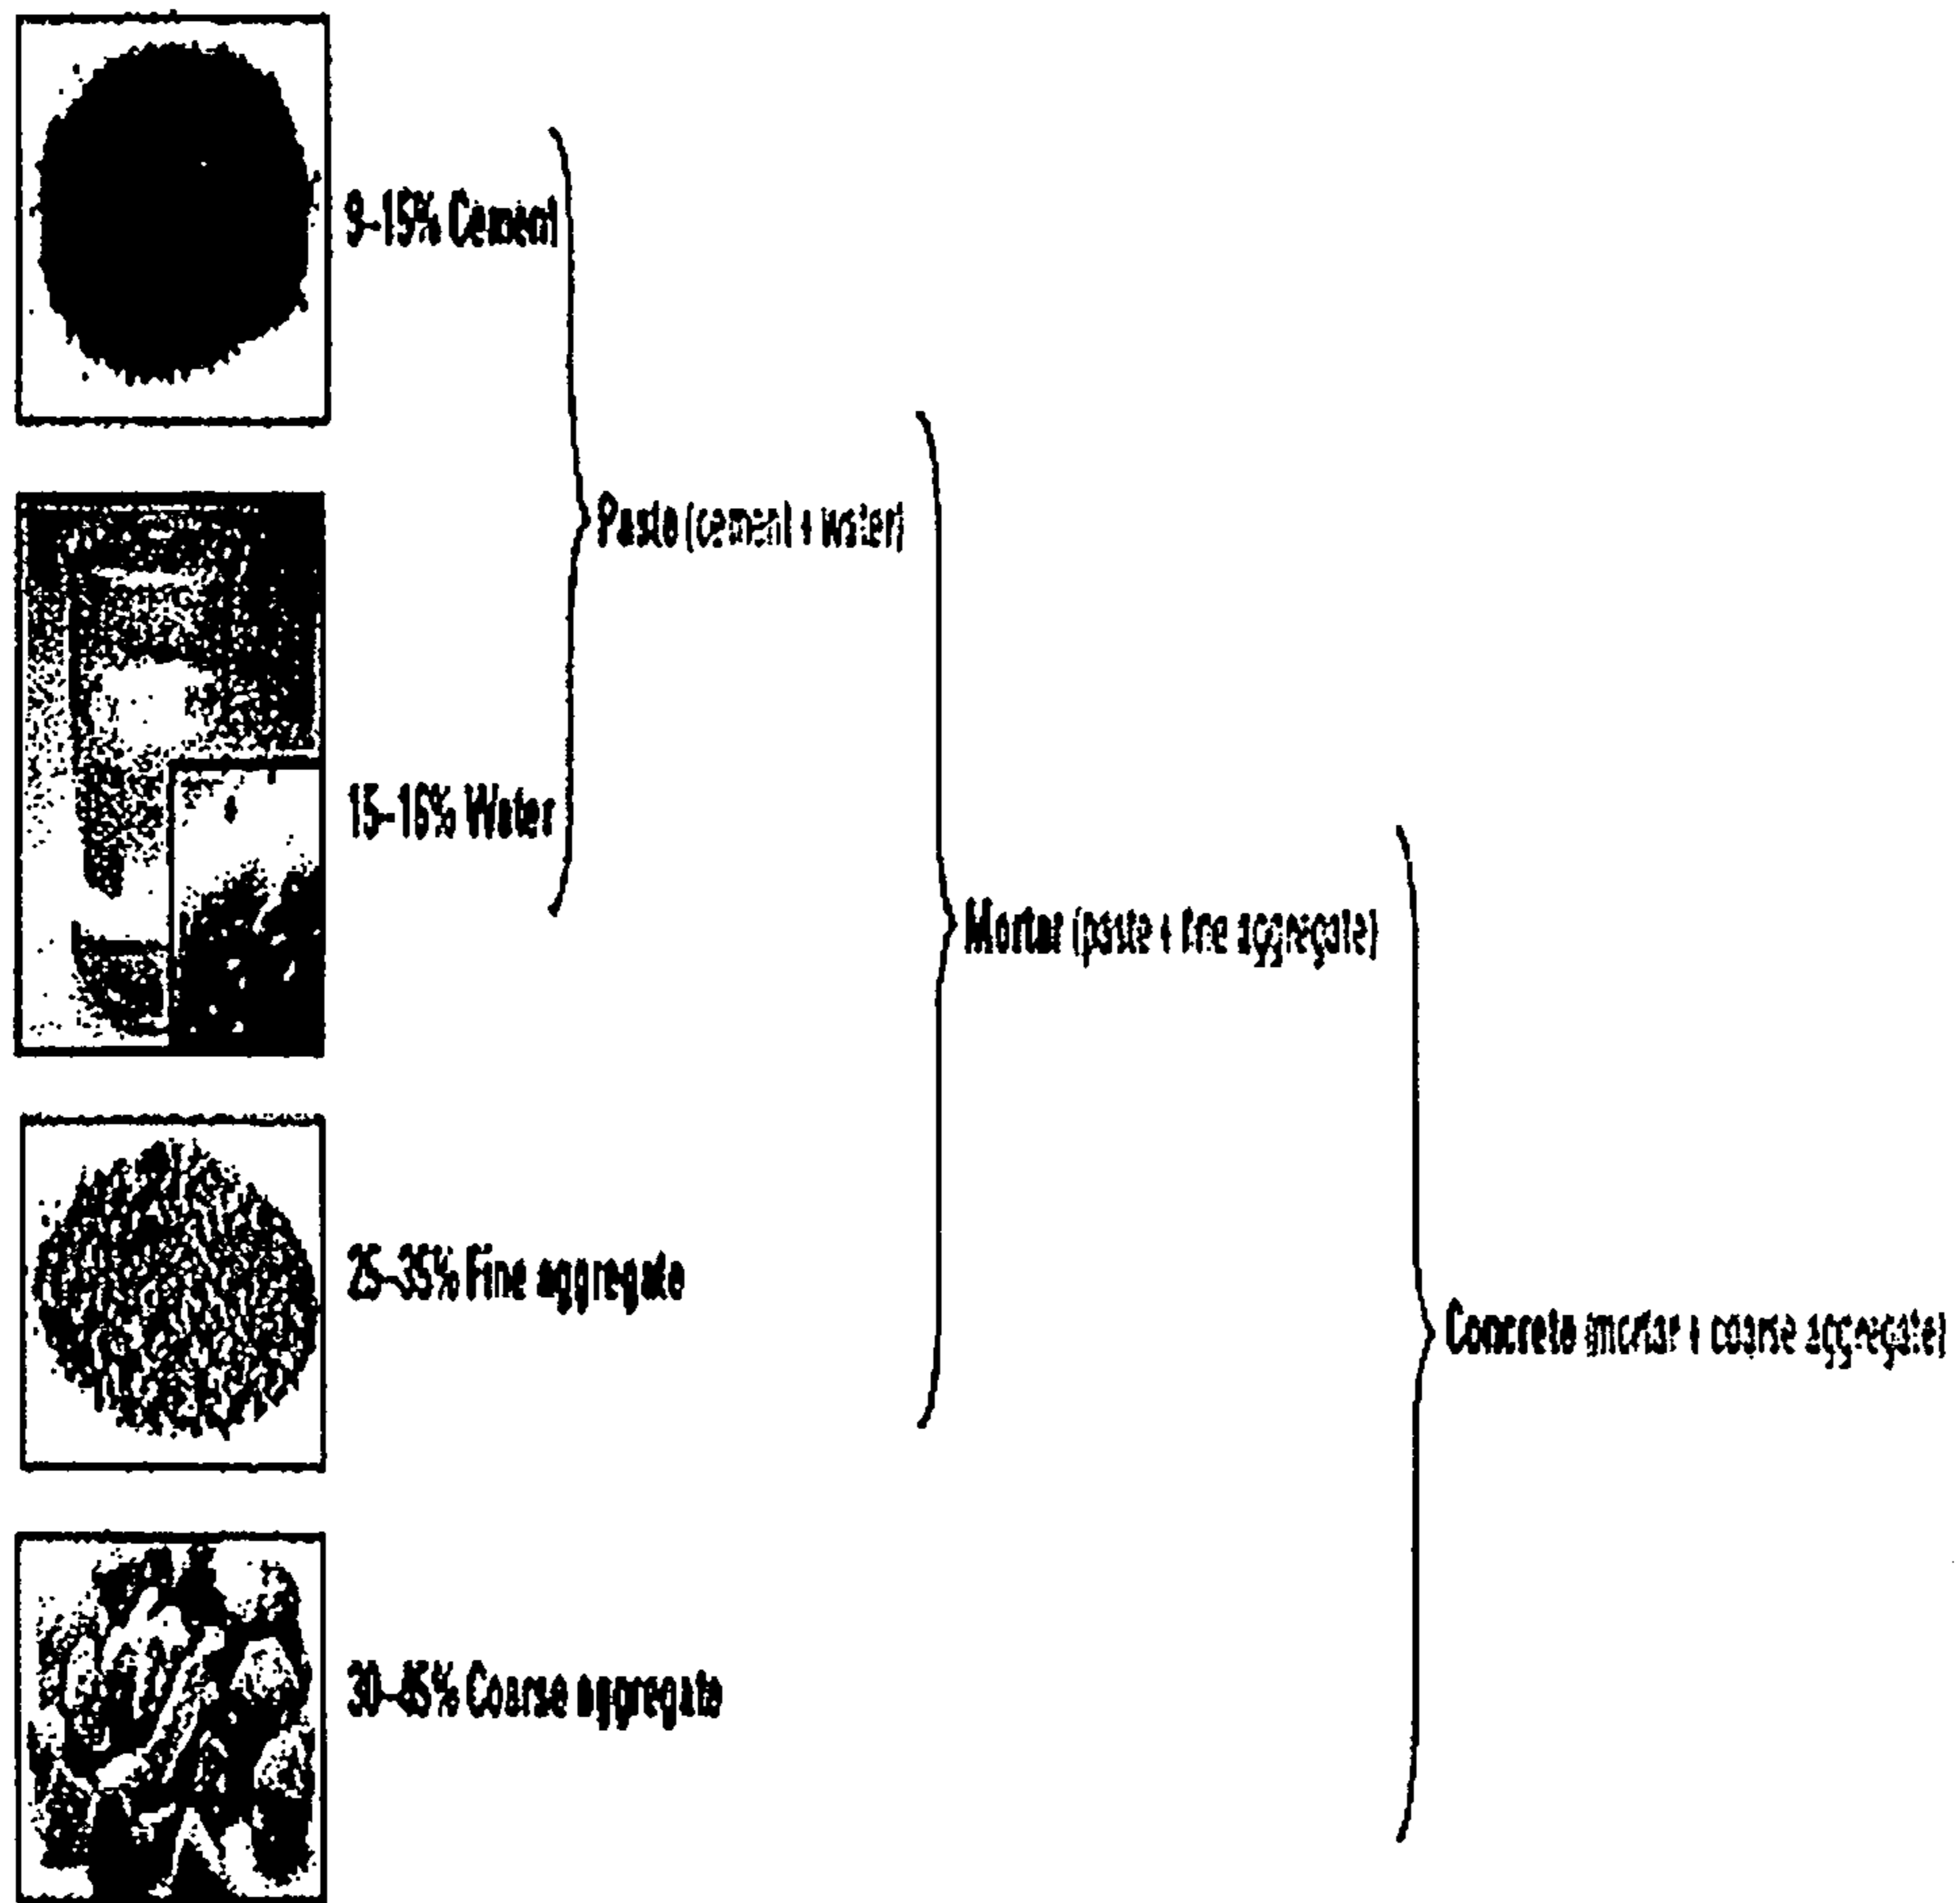 9–15% Cement
Paste (cement + water)
15–16% Water
Mortar (paste + fine aggregate)
25–35% Fine aggregate
Concrete (mortar + coarse aggregate)
30–45% Coarse aggregate